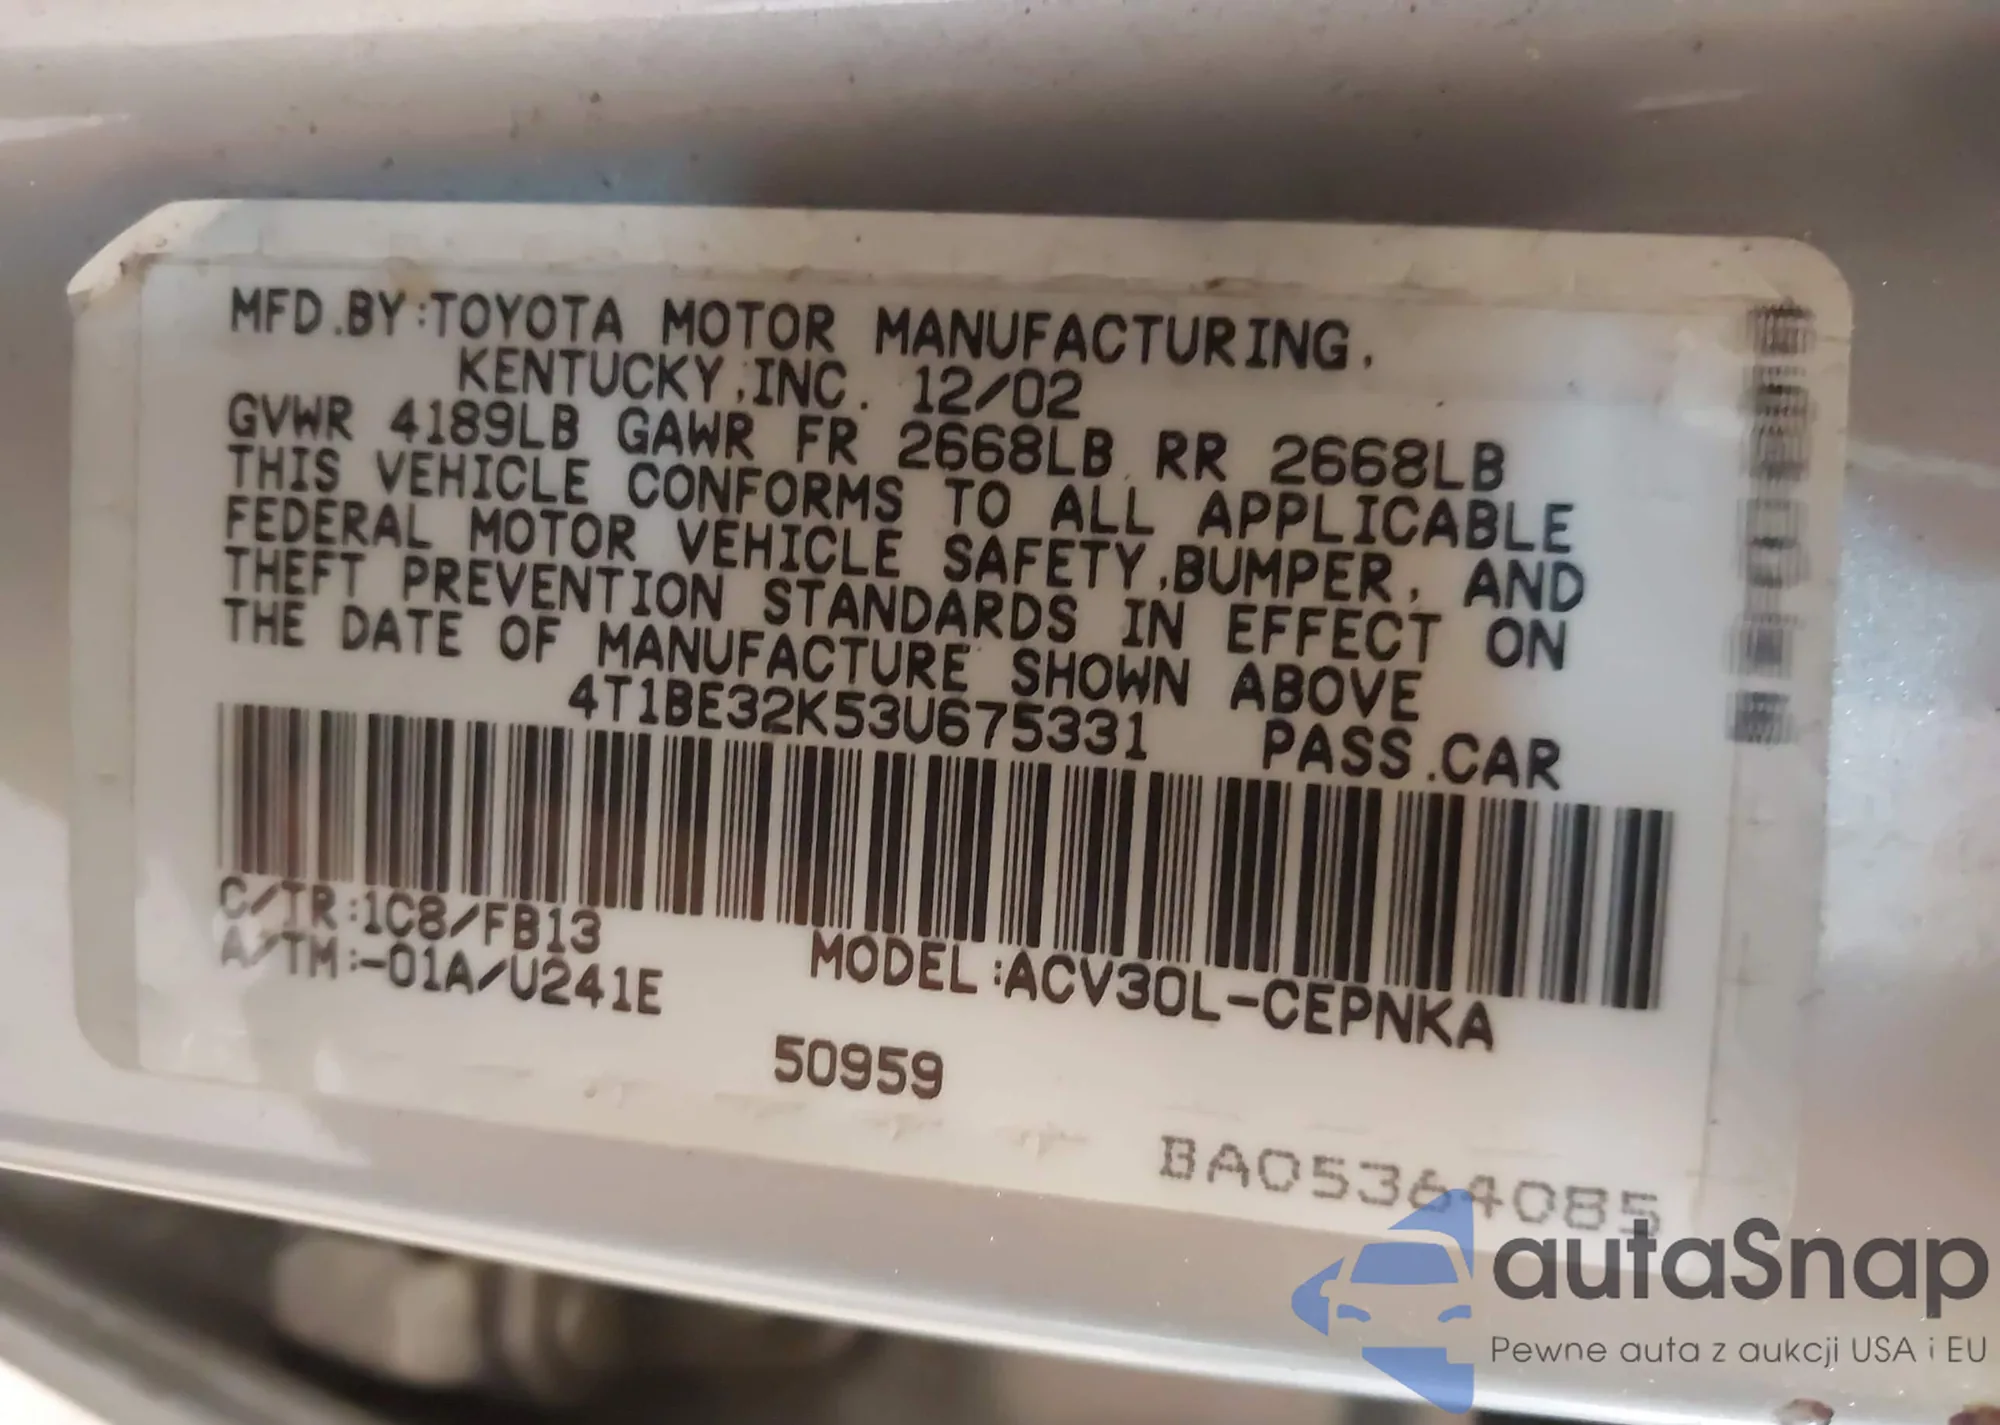 MFD.BY:TOYOTA MOTOR MANUFACTURING.
KENTUCKY,INC. 12/02
GVWR 4189LB GAWR FR 2668LB RR 2668LB
THIS VEHICLE CONFORMS TO ALL APPLICABLE
FEDERAL MOTOR VEHICLE SAFETY,BUMPER, AND
THEFT PREVENTION STANDARDS IN EFFECT ON
THE DATE OF MANUFACTURE SHOWN ABOVE
4T1BE32K53U675331 PASS.CAR
C/TR:1C8/FB13
A/TM:-01A/U241E
MODEL:ACV30L-CEPNKA
50959
BA05364085
autaSnap
Pewne auta z aukcji USA i EU